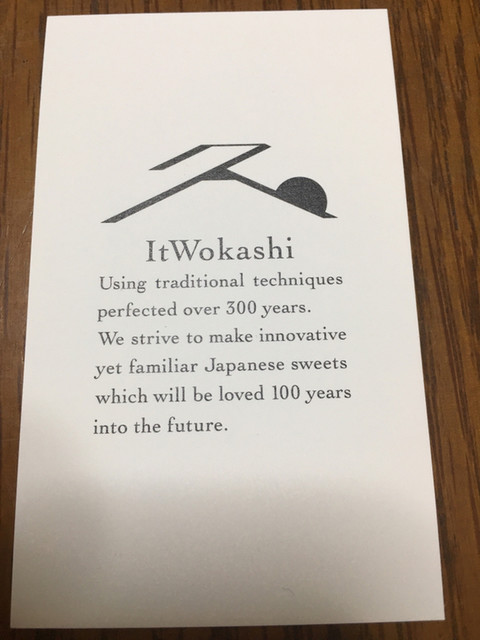 ItWokashi
Using traditional techniques
perfected over 300 years.
We strive to make innovative
yet familiar Japanese sweets
which will be loved 100 years
into the future.